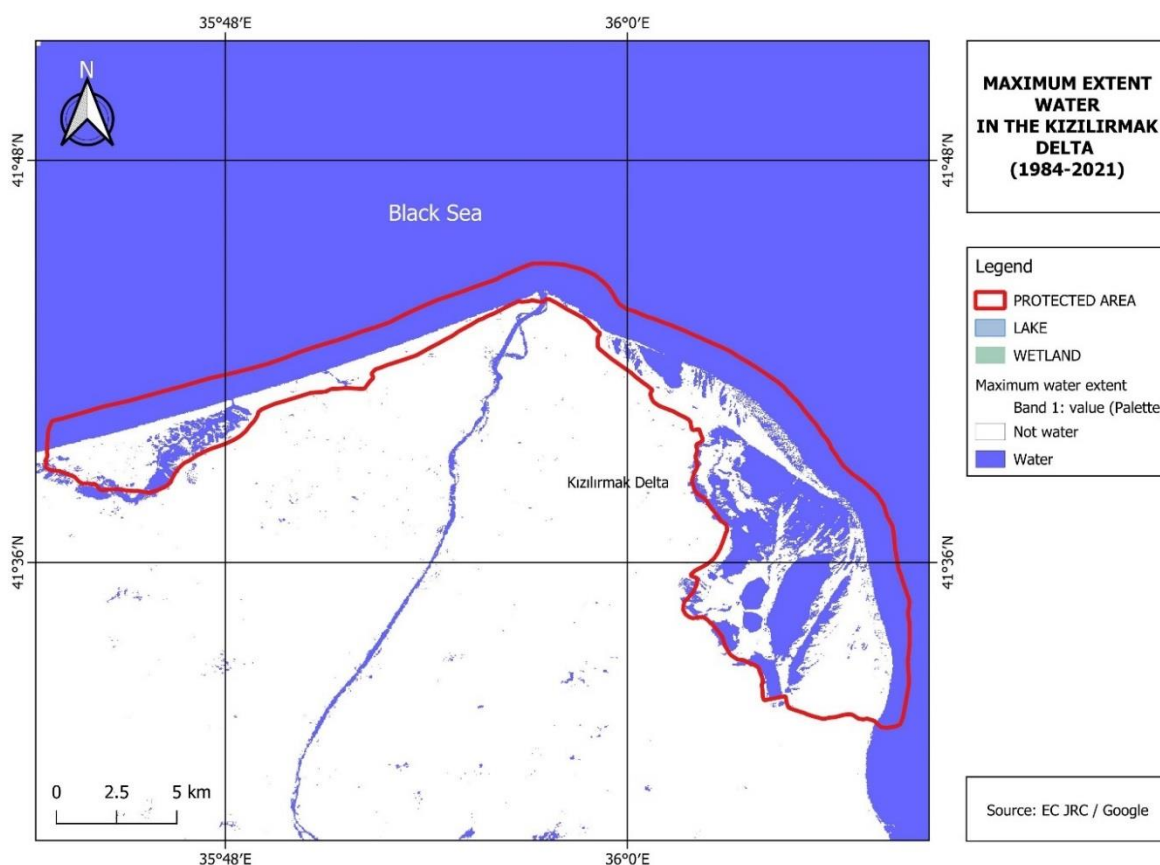 35°48′E
36°0′E
N
41°48′N
41°48′N
Black Sea
Kızılırmak Delta
41°36′N
41°36′N
0 2.5 5 km
35°48′E
36°0′E
MAXIMUM EXTENT
WATER
IN THE KIZILIRMAK
DELTA
(1984-2021)
Legend
PROTECTED AREA
LAKE
WETLAND
Maximum water extent
Band 1: value (Palette
Not water
Water
Source: EC JRC / Google